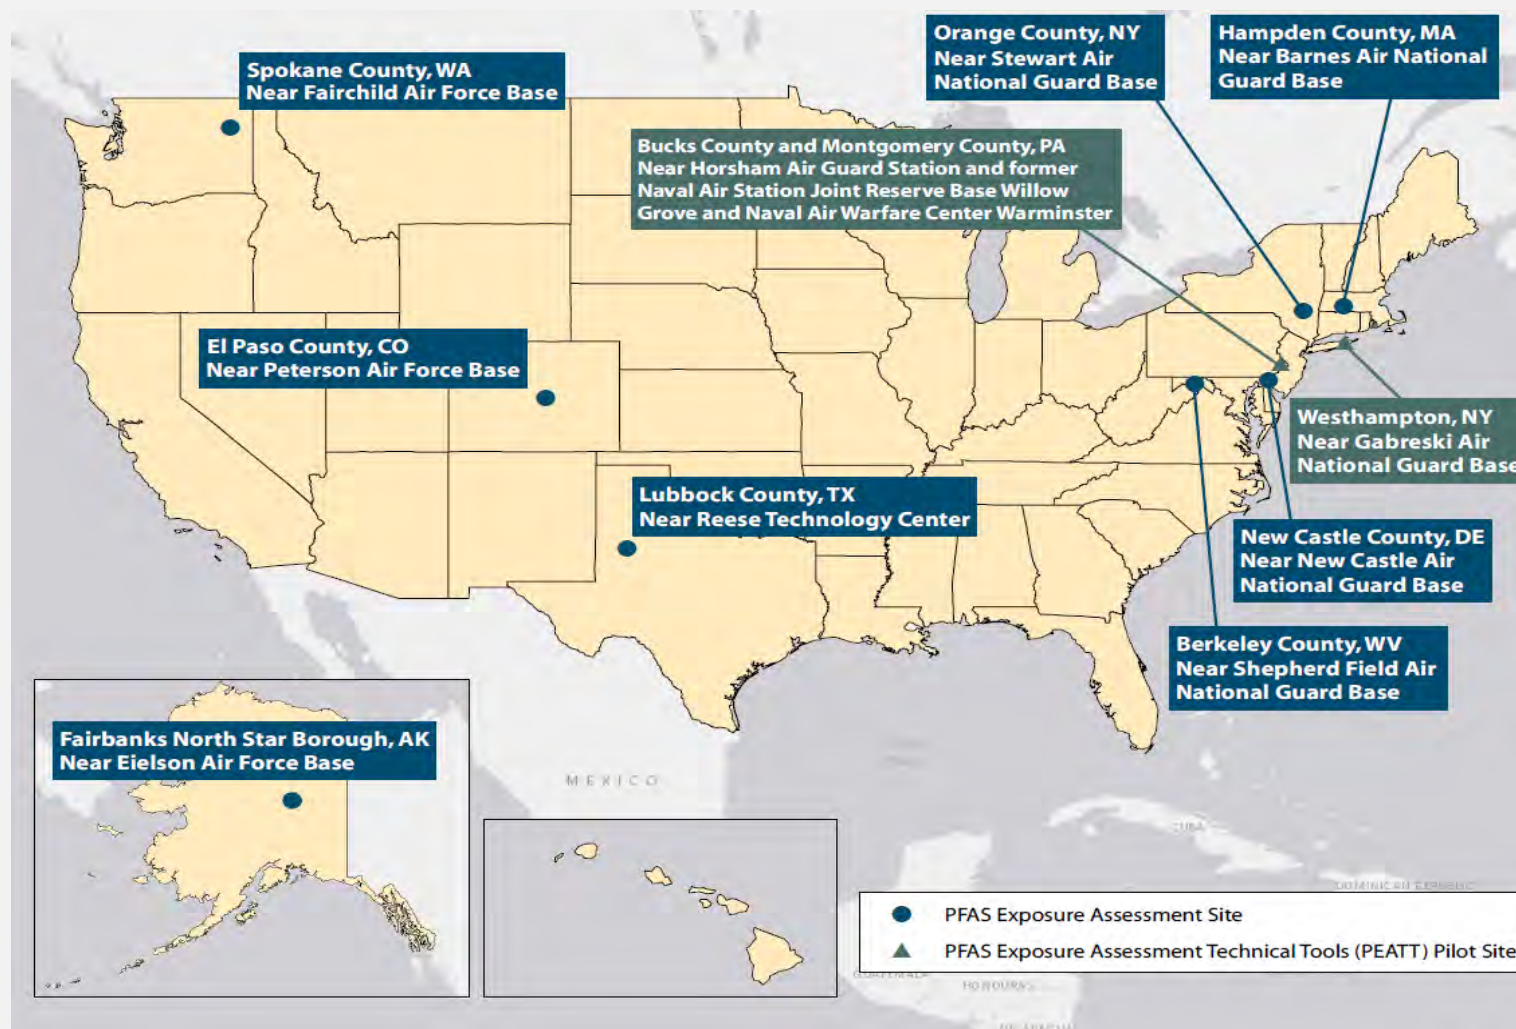 Orange County, NY
Near Stewart Air
National Guard Base
Hampden County, MA
Near Barnes Air National
Guard Base
Spokane County, WA
Near Fairchild Air Force Base
Bucks County and Montgomery County, PA
Near Horsham Air Guard Station and former
Naval Air Station Joint Reserve Base Willow
Grove and Naval Air Warfare Center Warminster
El Paso County, CO
Near Peterson Air Force Base
Westhampton, NY
Near Gabreski Air
National Guard Base
Lubbock County, TX
Near Reese Technology Center
New Castle County, DE
Near New Castle Air
National Guard Base
Berkeley County, WV
Near Shepherd Field Air
National Guard Base
Fairbanks North Star Borough, AK
Near Eielson Air Force Base
MEXICO
CUBA
DOMINICAN REPUBLIC
PFAS Exposure Assessment Site
PFAS Exposure Assessment Technical Tools (PEATT) Pilot Site
GUATEMALA
HONDURAS